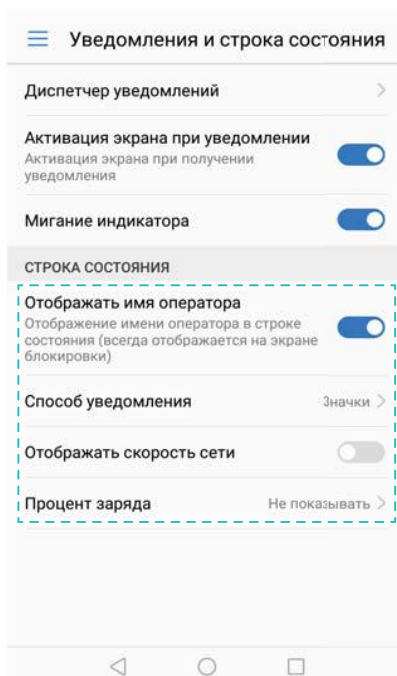 Уведомления и строка состояния
Диспетчер уведомлений
Активация экрана при уведомлении
Активация экрана при получении
уведомления
Мигание индикатора
СТРОКА СОСТОЯНИЯ
Отображать имя оператора
Отображение имени оператора в строке
состояния (всегда отображается на экране
блокировки)
Способ уведомления Значки
Отображать скорость сети
Процент заряда Не показывать